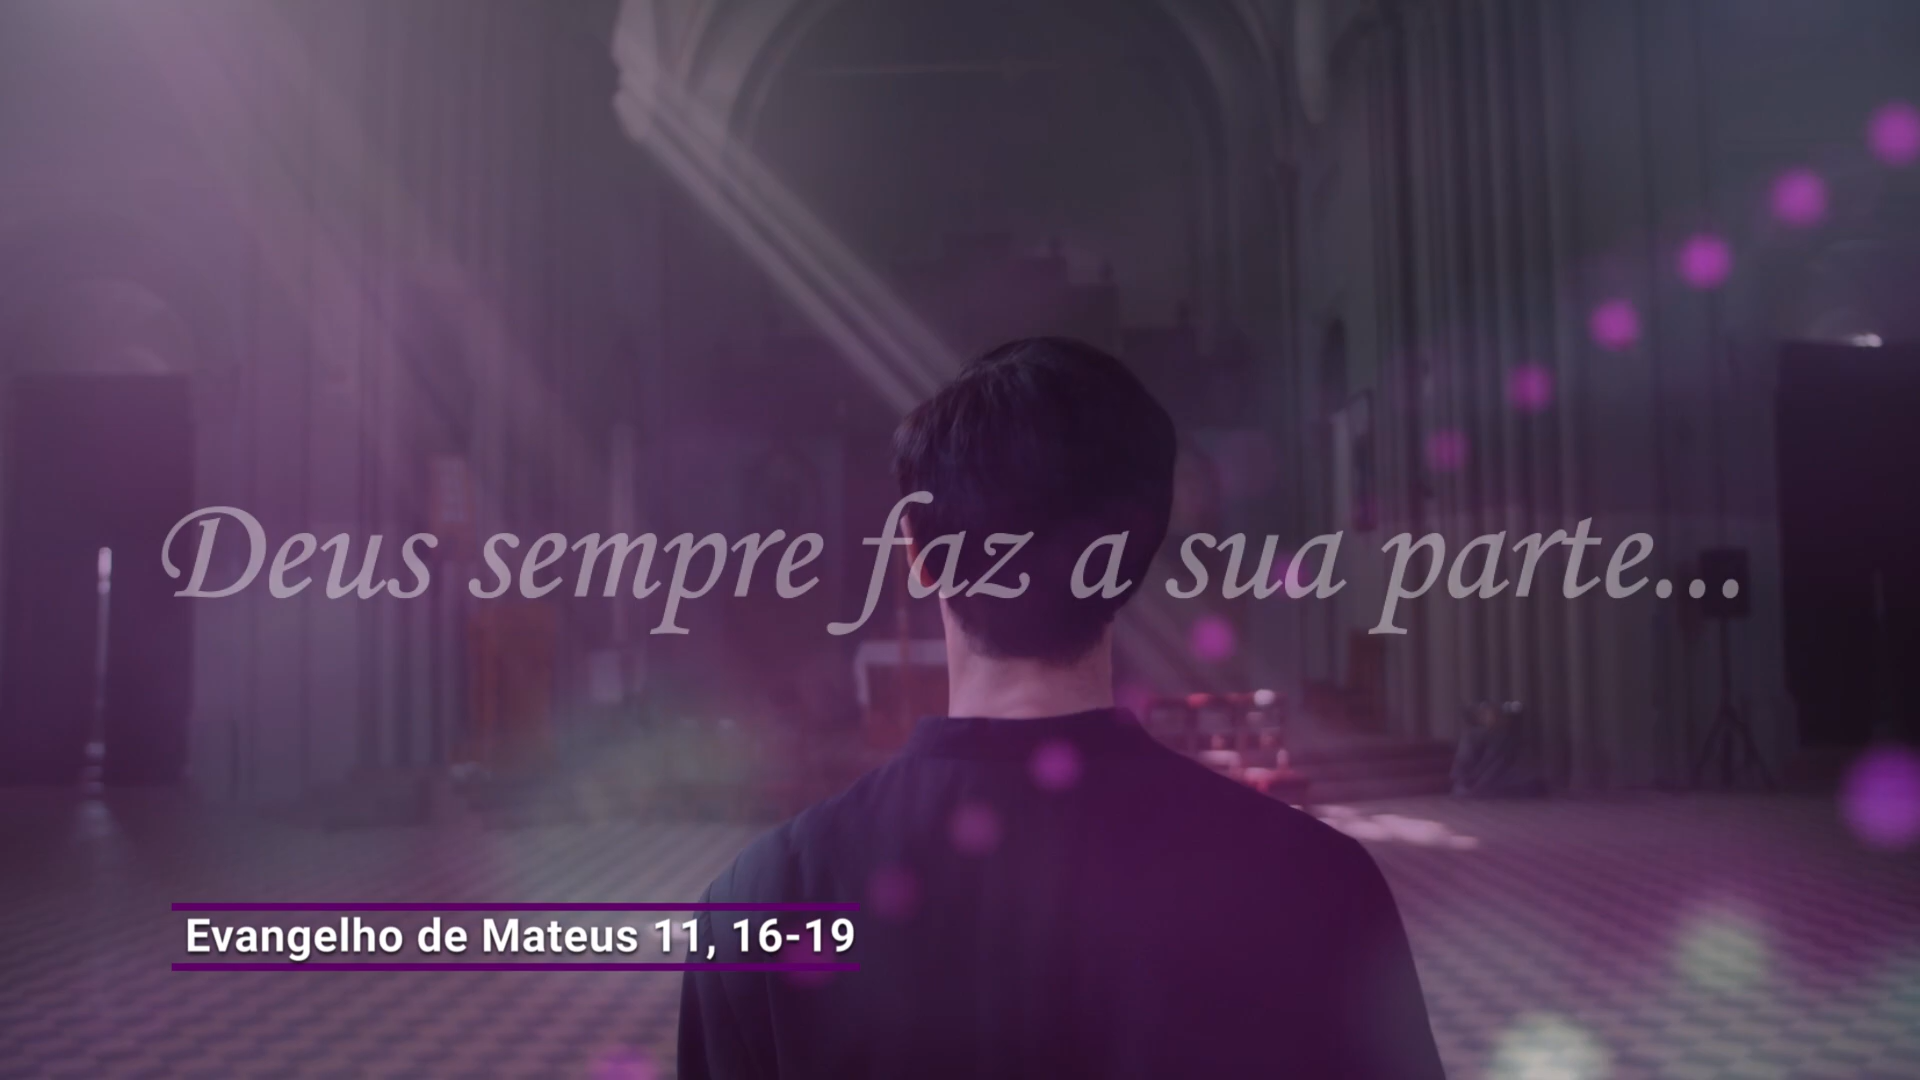 Deus sempre faz a sua parte...
Evangelho de Mateus 11, 16-19